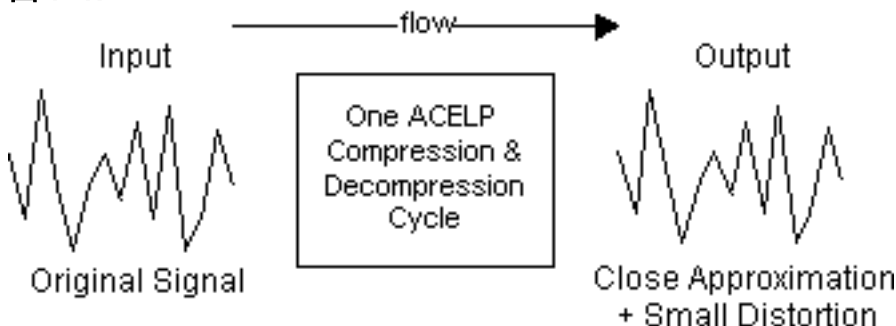 flow
Input
Output
One ACELP
Compression &
Decompression
Cycle
Original Signal
Close Approximation
+ Small Distortion